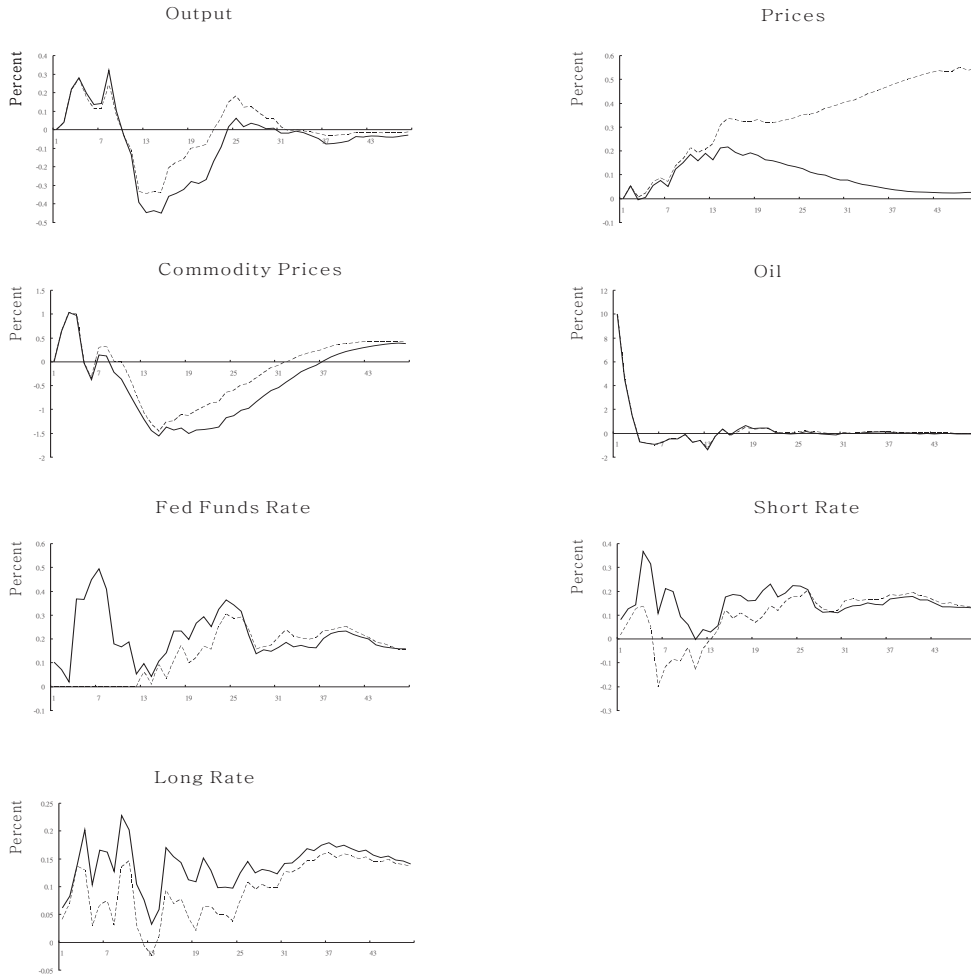 Output
Percent
0.4
0.3
0.2
0.1
0
-0.1
-0.2
-0.3
-0.4
-0.5
1 7 13 19 25 31 37 43
Prices
Percent
0.6
0.5
0.4
0.3
0.2
0.1
0
-0.1
1 7 13 19 25 31 37 43
Commodity Prices
Percent
1.5
1
0.5
0
-0.5
-1
-1.5
-2
1 7 13 19 25 31 37 43
Oil
Percent
12
10
8
6
4
2
0
-2
1 7 13 19 25 31 37 43
Fed Funds Rate
Percent
0.6
0.5
0.4
0.3
0.2
0.1
0
-0.1
1 7 13 19 25 31 37 43
Short Rate
Percent
0.4
0.3
0.2
0.1
0
-0.1
-0.2
-0.3
1 7 13 19 25 31 37 43
Long Rate
Percent
0.25
0.2
0.15
0.1
0.05
0
-0.05
1 7 13 19 25 31 37 43